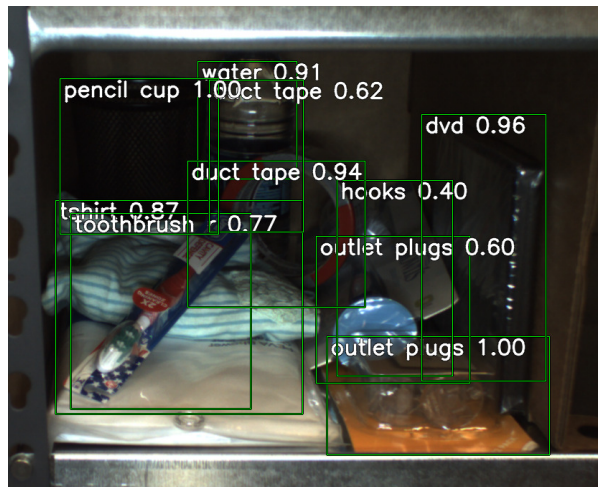 water 0.91
pencil cup 1.00
duct tape 0.62
dvd 0.96
duct tape 0.94
hooks 0.40
tshirt 0.87
toothbrush r 0.77
outlet plugs 0.60
outlet plugs 1.00